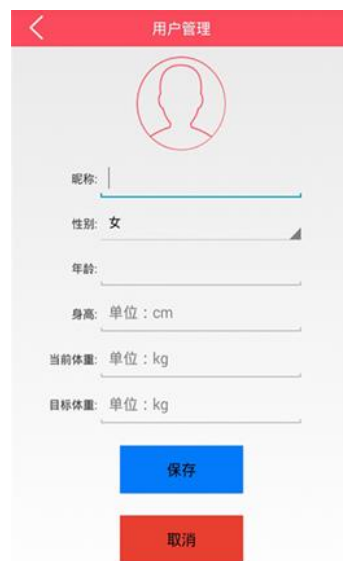 用户管理
昵称:
性别: 女
年龄:
身高: 单位：cm
当前体重: 单位：kg
目标体重: 单位：kg
保存
取消